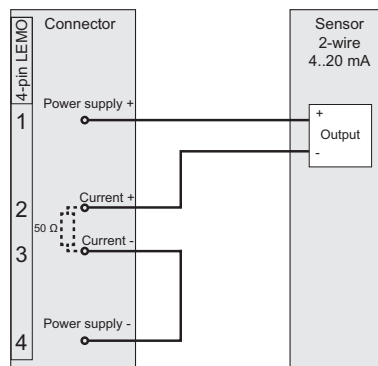 4-pin LEMO
Connector
Sensor
2-wire
4..20 mA
1
Power supply +
+
Output
-
2
Current +
50 Ω
3
Current -
4
Power supply -